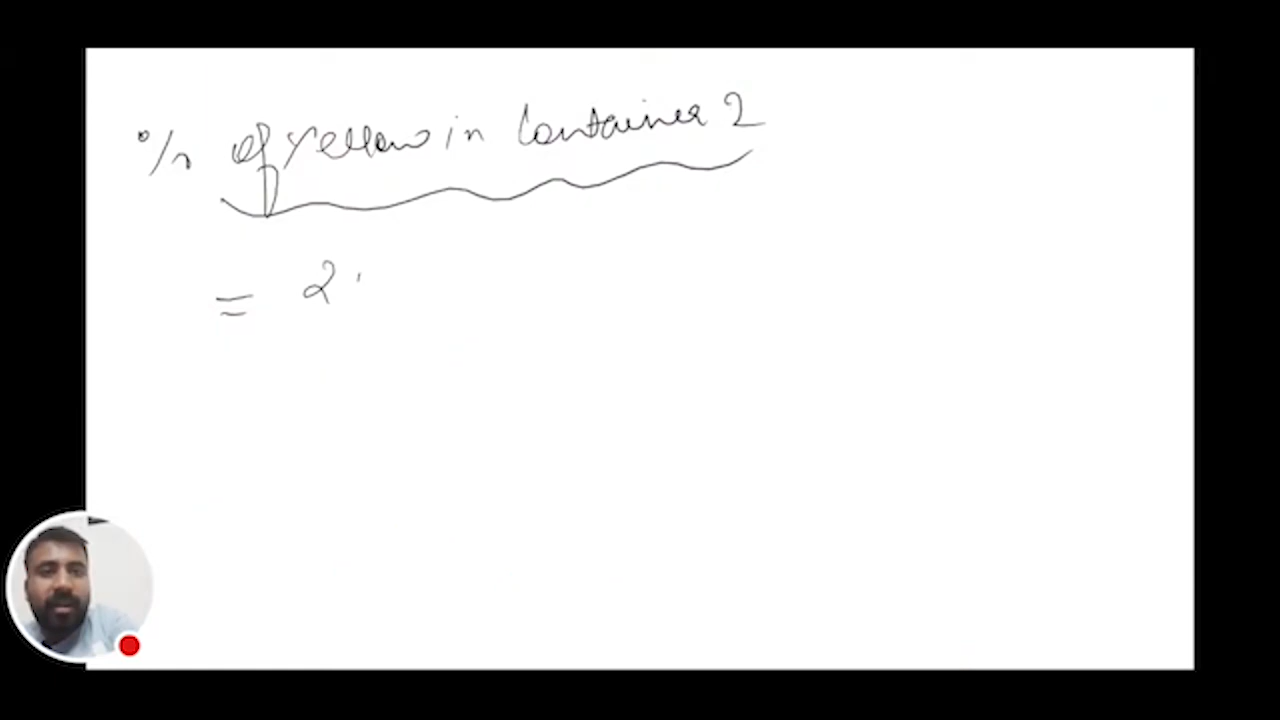 % of yellow in Container 2
= 2